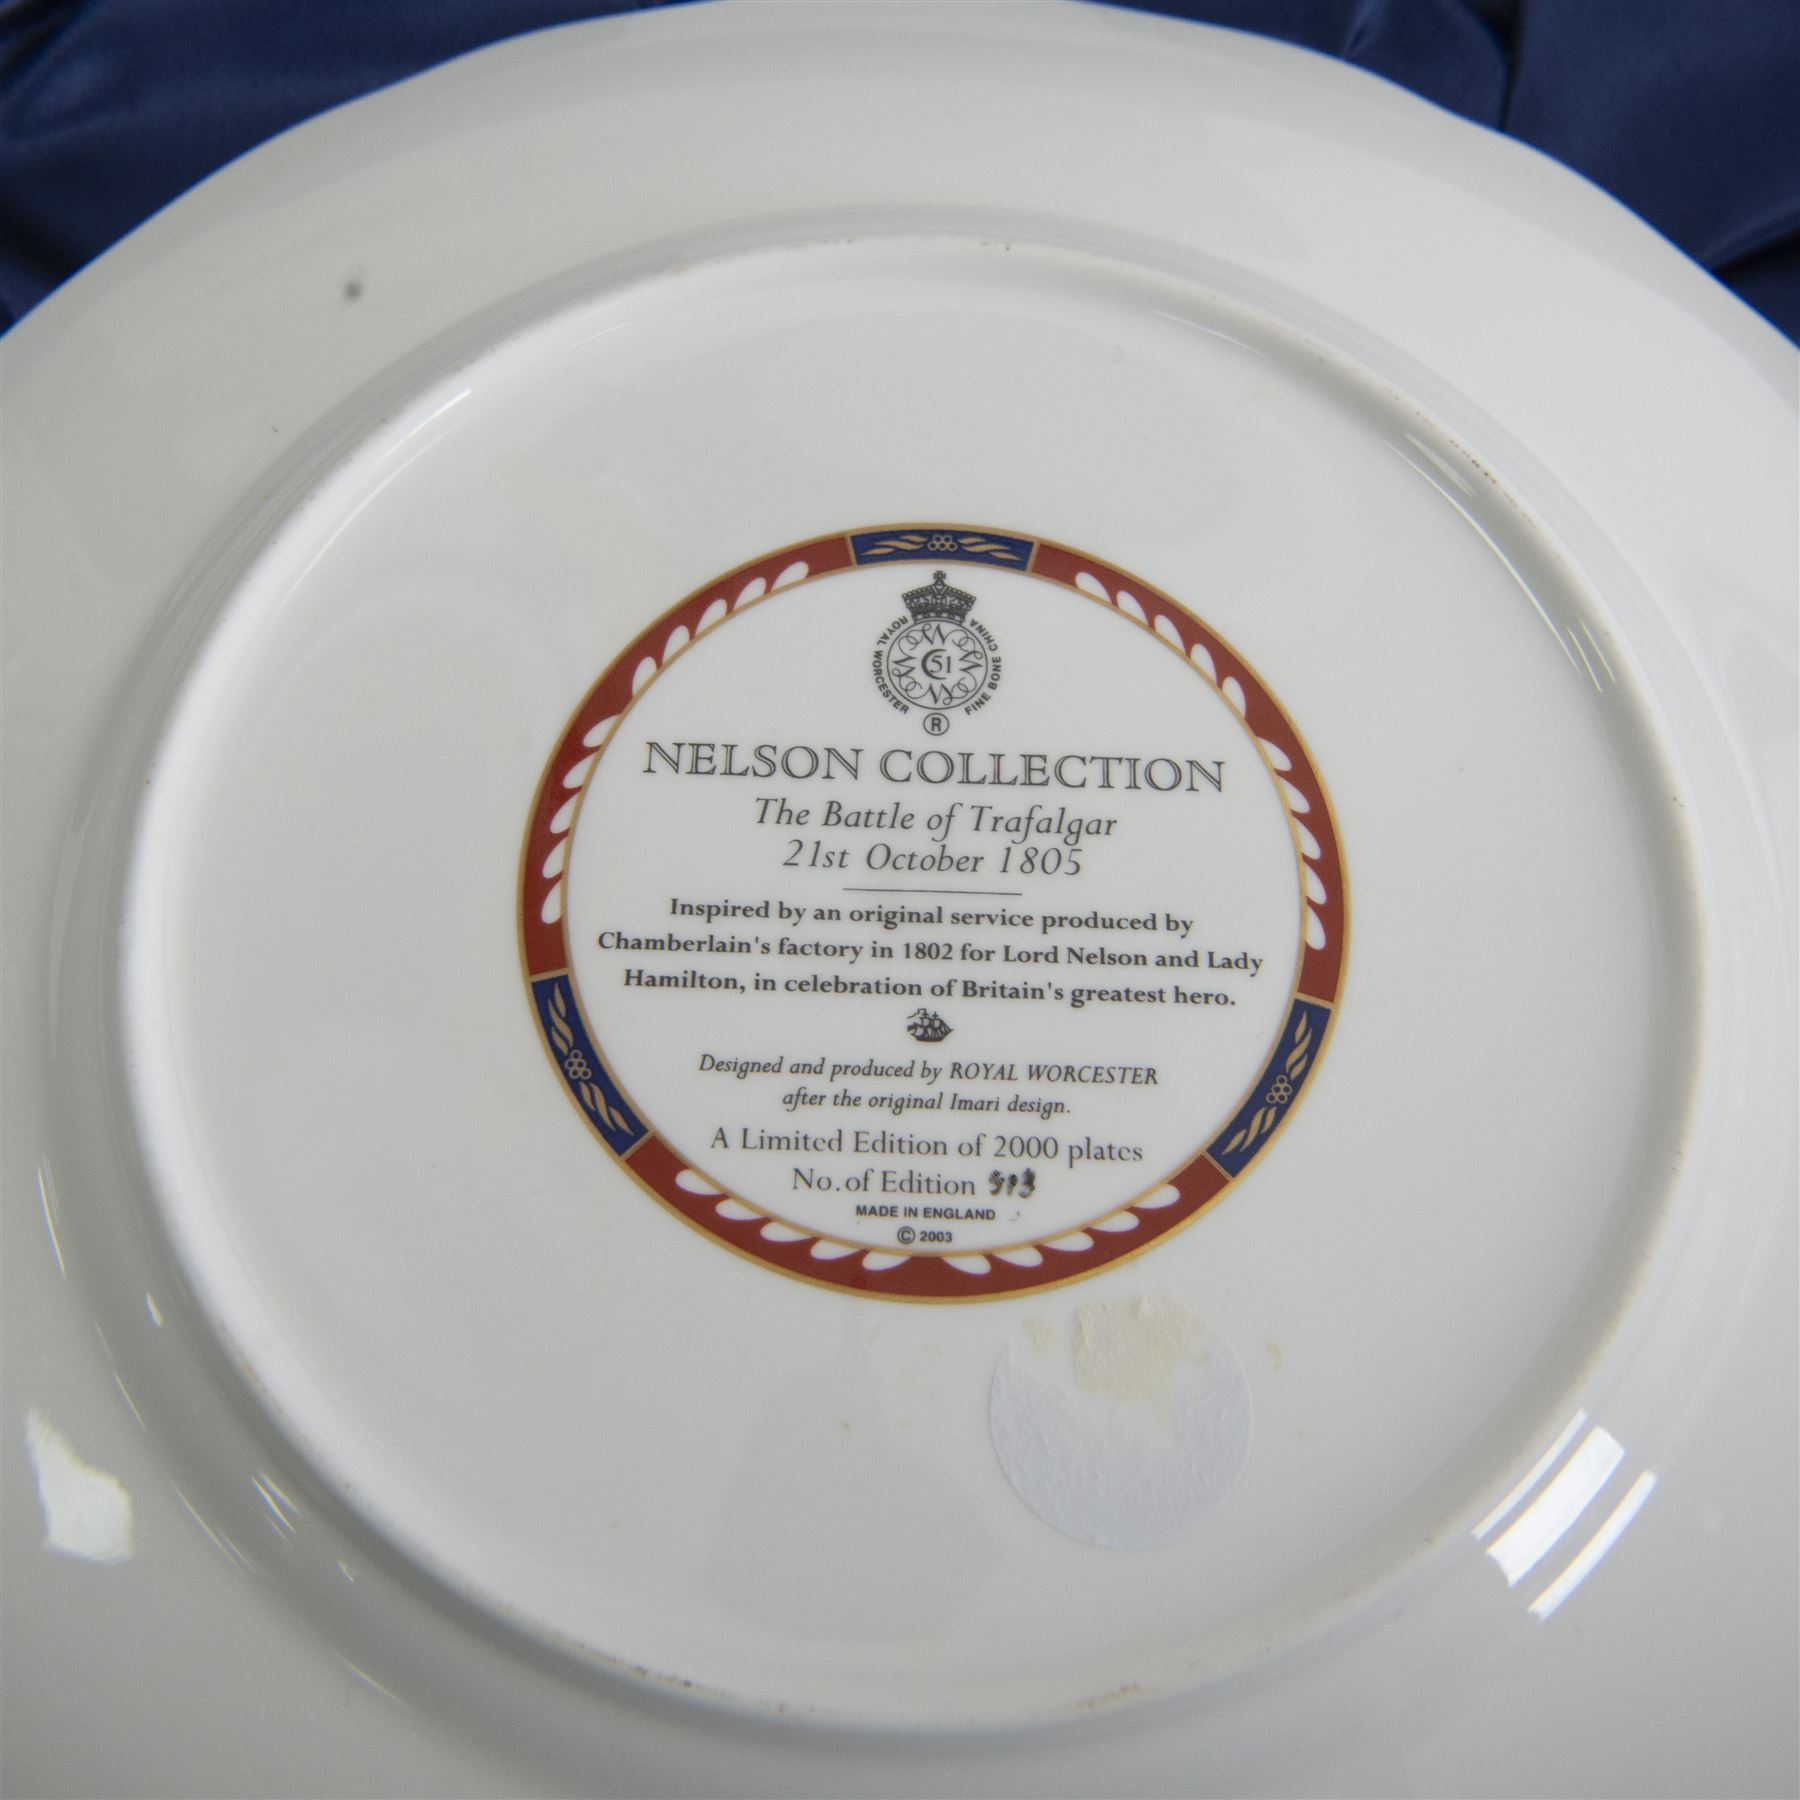 ROYAL WORCESTER FINE BONE CHINA
51
®
NELSON COLLECTION
The Battle of Trafalgar
21st October 1805
Inspired by an original service produced by
Chamberlain's factory in 1802 for Lord Nelson and Lady
Hamilton, in celebration of Britain's greatest hero.
Designed and produced by ROYAL WORCESTER
after the original Imari design.
A Limited Edition of 2000 plates
No. of Edition
MADE IN ENGLAND
© 2003